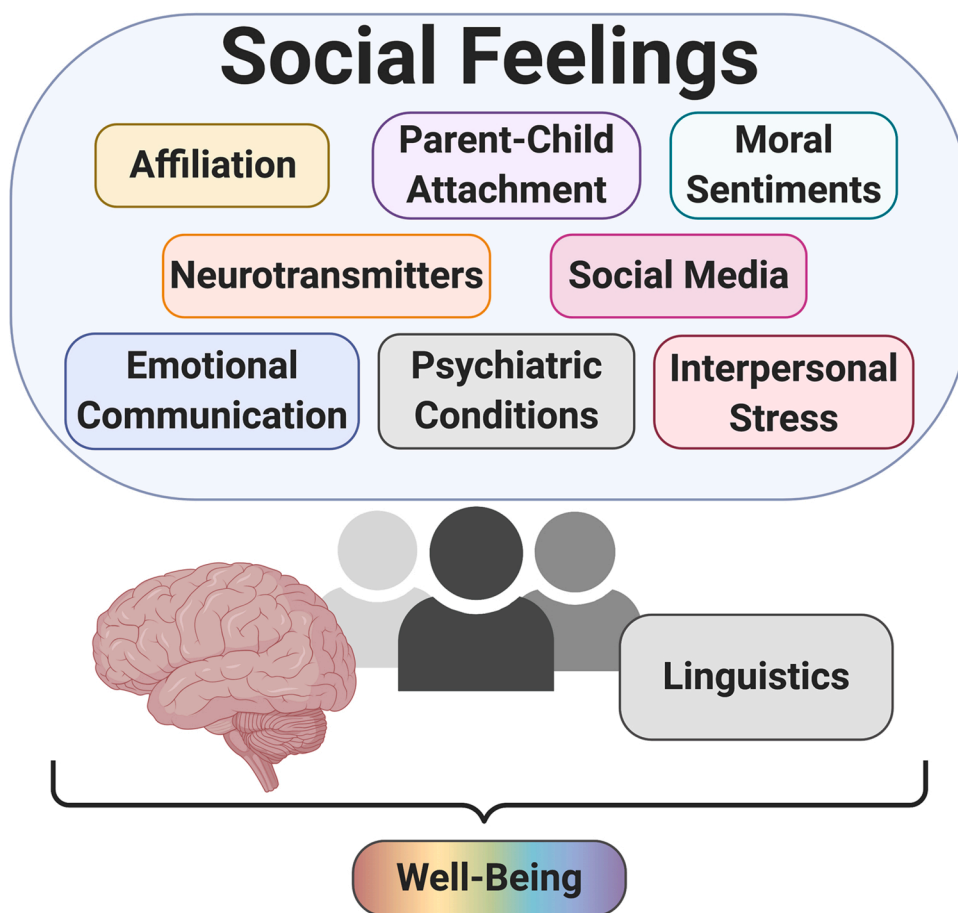 Social Feelings
Affiliation
Parent-Child
Attachment
Moral
Sentiments
Neurotransmitters
Social Media
Emotional
Communication
Psychiatric
Conditions
Interpersonal
Stress
Linguistics
Well-Being